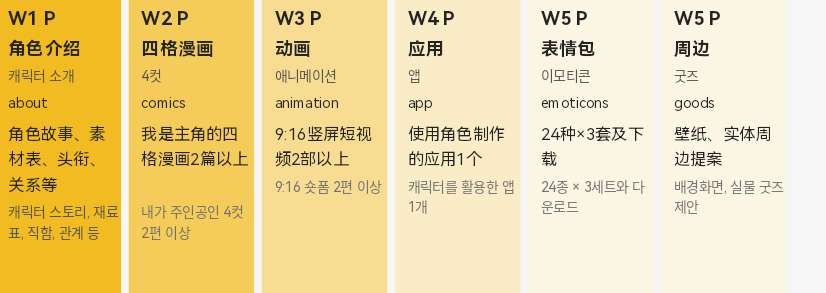 W1 P
角色介绍
캐릭터 소개
about
角色故事、素
材表、头衔、
关系等
캐릭터 스토리, 재료
표, 직함, 관계 등
W2 P
四格漫画
4컷
comics
我是主角的四
格漫画2篇以上
내가 주인공인 4컷
2편 이상
W3 P
动画
애니메이션
animation
9:16竖屏短视
频2部以上
9:16 숏폼 2편 이상
W4 P
应用
앱
app
使用角色制作
的应用1个
캐릭터를 활용한 앱
1개
W5 P
表情包
이모티콘
emoticons
24种×3套及下
载
24종 × 3세트와 다
운로드
W5 P
周边
굿즈
goods
壁纸、实体周
边提案
배경화면, 실물 굿즈
제안